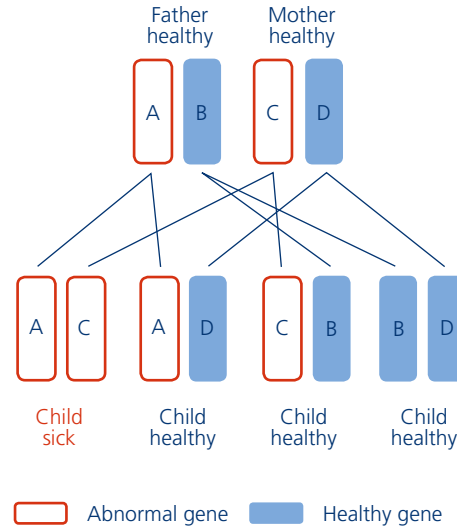 Father healthy
Mother healthy
A
B
C
D
A
C
A
D
C
B
B
D
Child sick
Child healthy
Child healthy
Child healthy
Abnormal gene
Healthy gene